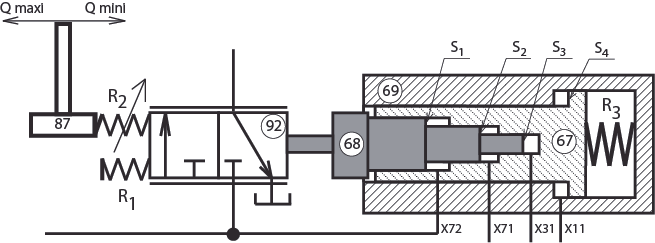 Q maxi Q mini
S1 S2 S3 S4
R2
69
R3
87
92
68
67
R1
X72 X71 X31 X11